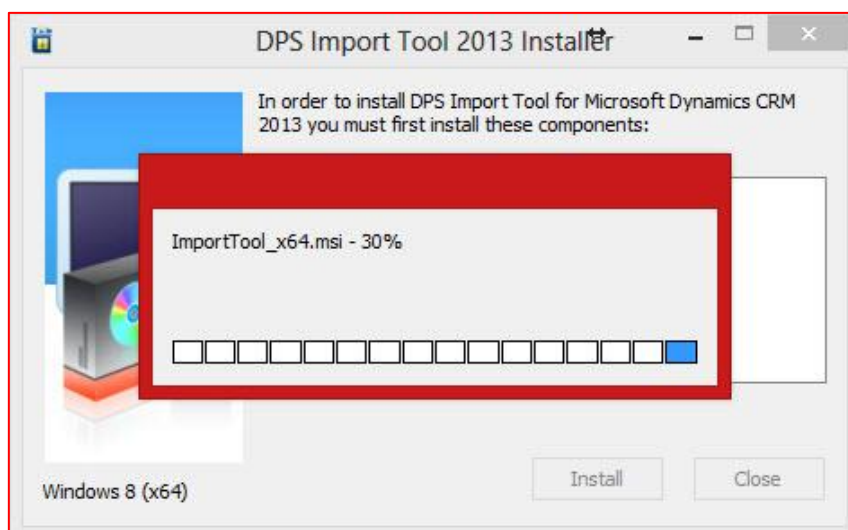 DPS Import Tool 2013 Installer
In order to install DPS Import Tool for Microsoft Dynamics CRM
2013 you must first install these components:
ImportTool_x64.msi - 30%
Install
Close
Windows 8 (x64)